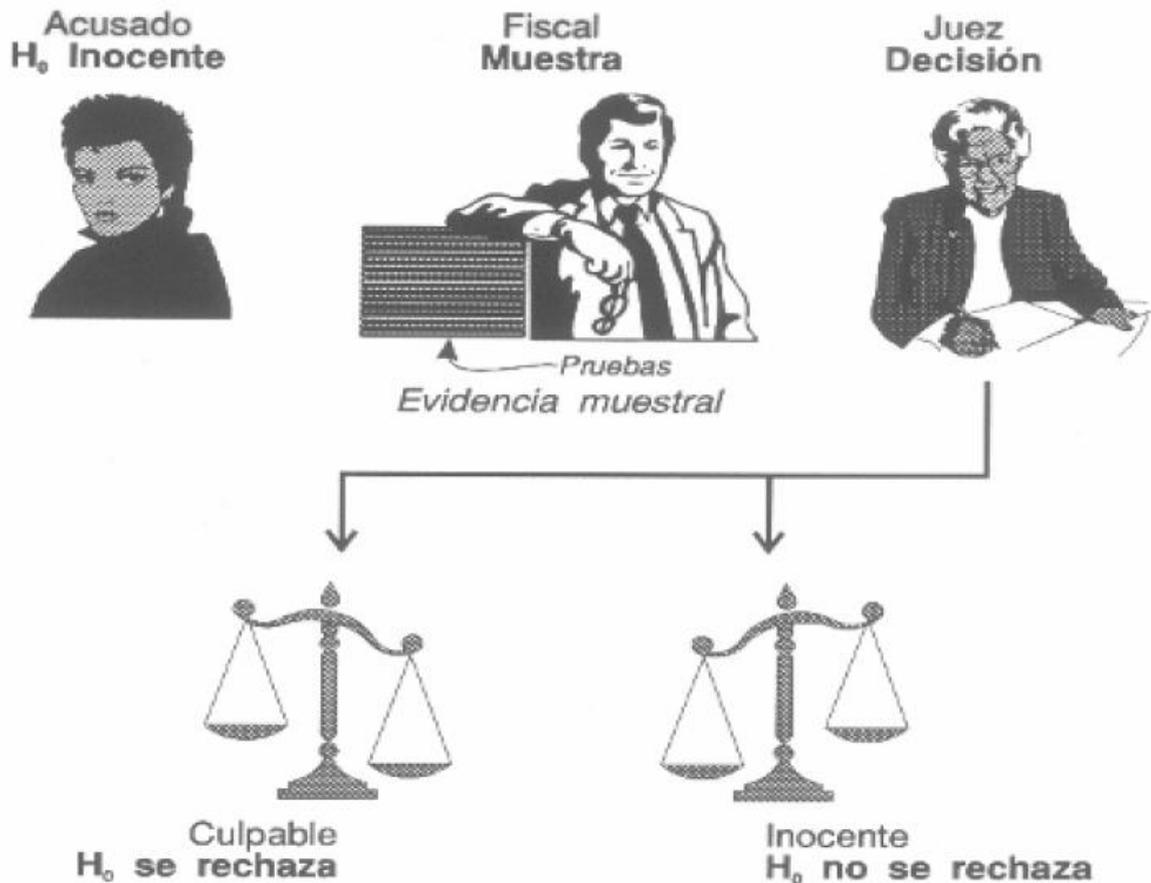 Acusado
H₀ Inocente
Fiscal
Muestra
Juez
Decisión
Pruebas
Evidencia muestral
Culpable
H₀ se rechaza
Inocente
H₀ no se rechaza